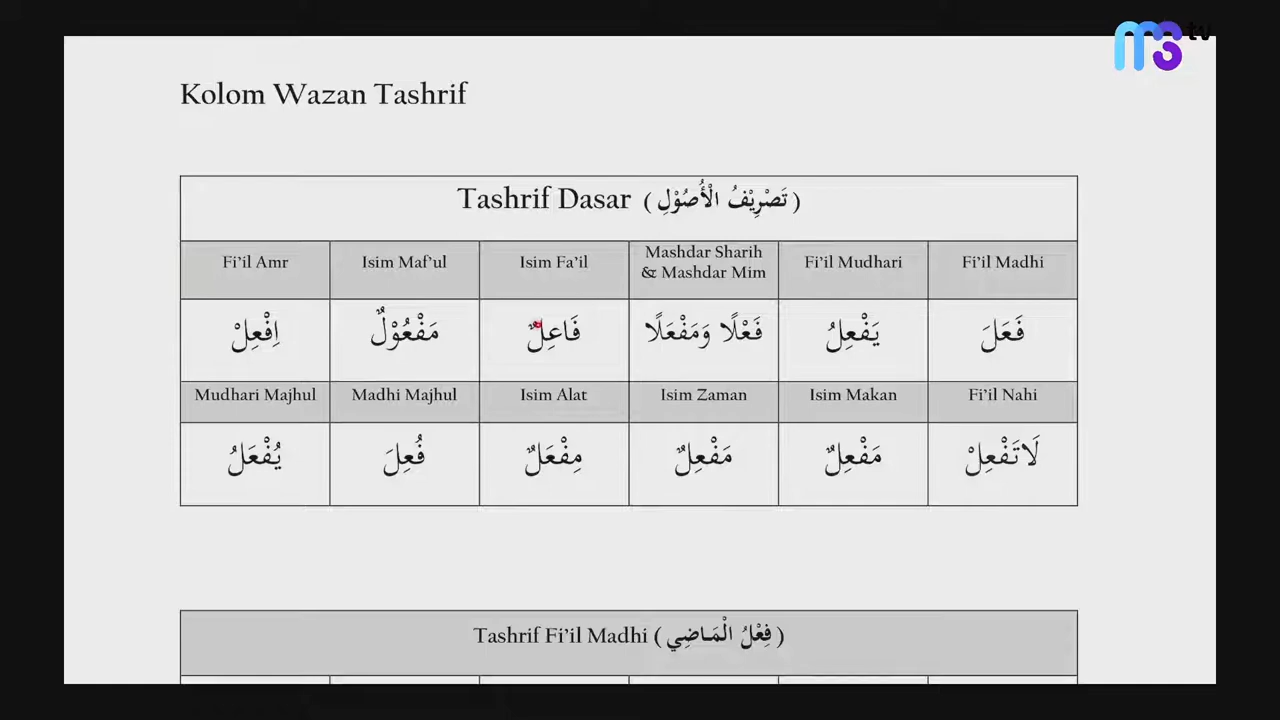 m3 tv
Kolom Wazan Tashrif
Tashrif Dasar (تَصْرِيْفُ الْأُصُوْلِ)
Fi'il Amr Isim Maf'ul Isim Fa'il Mashdar Sharih & Mashdar Mim Fi'il Mudhari Fi'il Madhi
اِفْعِلْ مَفْعُوْلٌ فَاعِلٌ فَعْلًا وَمَفْعَلًا يَفْعِلُ فَعَلَ
Mudhari Majhul Madhi Majhul Isim Alat Isim Zaman Isim Makan Fi'il Nahi
يُفْعَلُ فُعِلَ مِفْعَلٌ مَفْعِلٌ مَفْعِلٌ لَاتَفْعِلْ
Tashrif Fi'il Madhi (فِعْلُ الْمَاضِي)